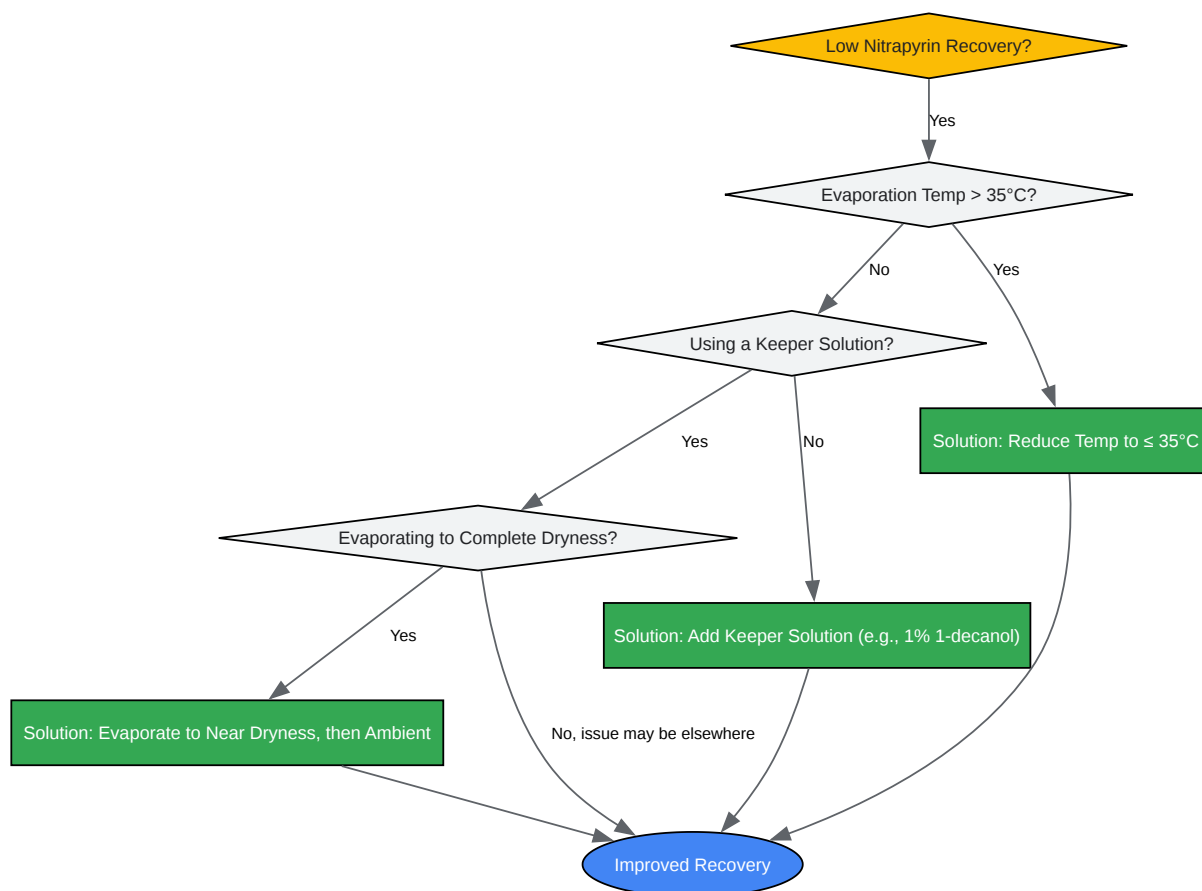 Low Nitrapyrin Recovery?
Yes
Evaporation Temp > 35°C?
No
Yes
Using a Keeper Solution?
Yes
No
Solution: Reduce Temp to ≤ 35°C
Evaporating to Complete Dryness?
Yes
Solution: Add Keeper Solution (e.g., 1% 1-decanol)
Solution: Evaporate to Near Dryness, then Ambient
No, issue may be elsewhere
Improved Recovery